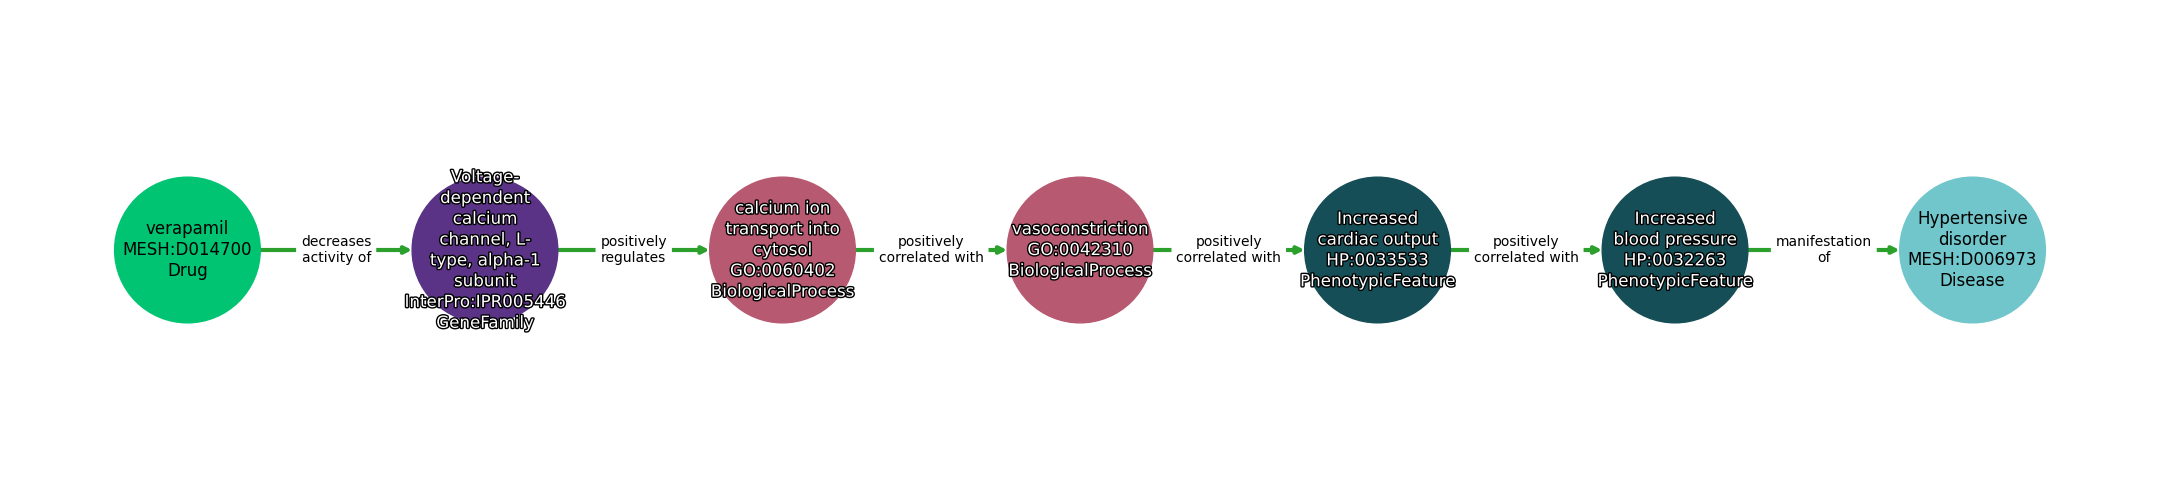 verapamil
MESH:D014700
Drug
decreases
activity of
Voltage-
dependent
calcium
channel, L-
type, alpha-1
subunit
InterPro:IPR005446
GeneFamily
positively
regulates
calcium ion
transport into
cytosol
GO:0060402
BiologicalProcess
positively
correlated with
vasoconstriction
GO:0042310
BiologicalProcess
positively
correlated with
Increased
cardiac output
HP:0033533
PhenotypicFeature
positively
correlated with
Increased
blood pressure
HP:0032263
PhenotypicFeature
manifestation
of
Hypertensive
disorder
MESH:D006973
Disease